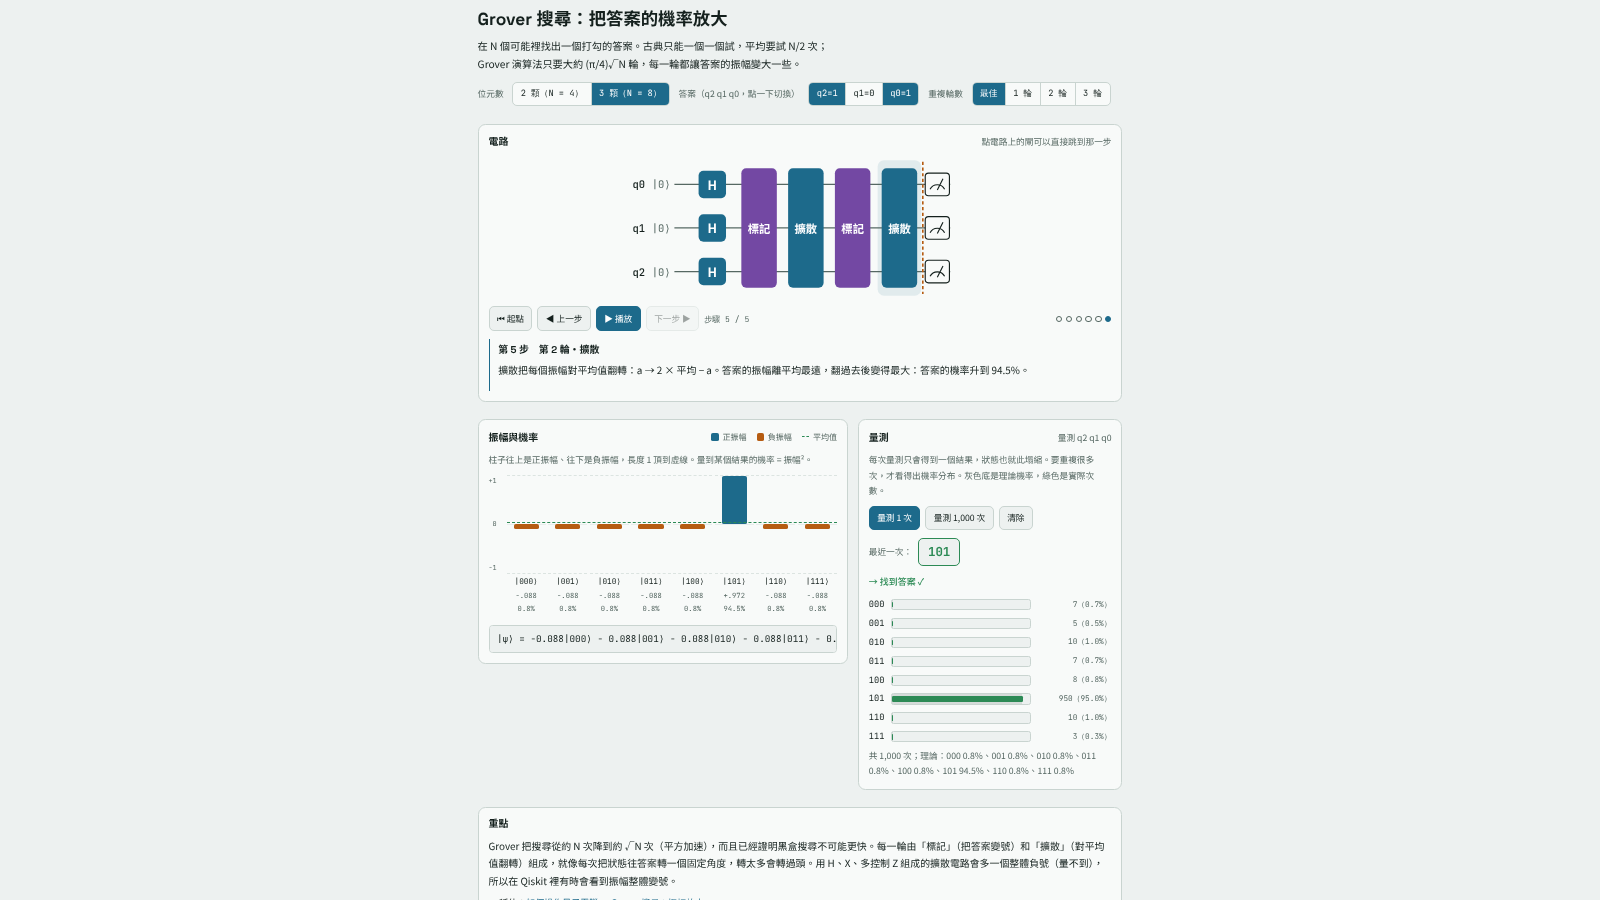 Grover 搜尋：把答案的機率放大
在 N 個可能裡找出一個打勾的答案。古典只能一個一個試，平均要試 N/2 次；
Grover 演算法只要大約 (π/4)√N 輪，每一輪都讓答案的振幅變大一些。
位元數 2 顆（N = 4） 3 顆（N = 8） 答案（q2 q1 q0，點一下切換） q2=1 q1=0 q0=1 重複輪數 最佳 1 輪 2 輪 3 輪
電路 點電路上的閘可以直接跳到那一步
q0 |0⟩ H
q1 |0⟩ H 標記 擴散 標記 擴散
q2 |0⟩ H
⏮ 起點 ◀ 上一步 ▶ 播放 下一步 ▶ 步驟 5 / 5
第 5 步 第 2 輪・擴散
擴散把每個振幅對平均值翻轉：a → 2 × 平均 − a。答案的振幅離平均最遠，翻過去後變得最大：答案的機率升到 94.5%。
振幅與機率 正振幅 負振幅 平均值
柱子往上是正振幅、往下是負振幅，長度 1 頂到虛線。量到某個結果的機率 = 振幅²。
+1
0
-1
|000⟩ |001⟩ |010⟩ |011⟩ |100⟩ |101⟩ |110⟩ |111⟩
-.088 -.088 -.088 -.088 -.088 +.972 -.088 -.088
0.8% 0.8% 0.8% 0.8% 0.8% 94.5% 0.8% 0.8%
|ψ⟩ = -0.088|000⟩ - 0.088|001⟩ - 0.088|010⟩ - 0.088|011⟩ - 0.
量測 量測 q2 q1 q0
每次量測只會得到一個結果，狀態也就此塌縮。要重複很多
次，才看得出機率分布。灰色底是理論機率，綠色是實際次
數。
量測 1 次 量測 1,000 次 清除
最近一次： 101
→ 找到答案 ✓
000 7（0.7%）
001 5（0.5%）
010 10（1.0%）
011 7（0.7%）
100 8（0.8%）
101 950（95.0%）
110 10（1.0%）
111 3（0.3%）
共 1,000 次；理論：000 0.8%、001 0.8%、010 0.8%、011
0.8%、100 0.8%、101 94.5%、110 0.8%、111 0.8%
重點
Grover 把搜尋從約 N 次降到約 √N 次（平方加速），而且已經證明黑盒搜尋不可能更快。每一輪由「標記」（把答案變號）和「擴散」（對平均
值翻轉）組成，就像每次把狀態往答案轉一個固定角度，轉太多會轉過頭。用 H、X、多控制 Z 組成的擴散電路會多一個整體負號（量不到），
所以在 Qiskit 裡有時會看到振幅整體變號。